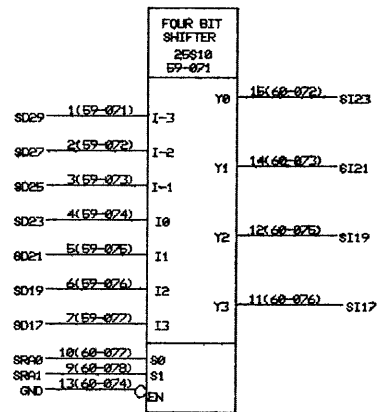 FOUR BIT
SHIFTER
25S10
59-071
SD29 1(59-071) I-3
SD27 2(59-072) I-2
SD25 3(59-073) I-1
SD23 4(59-074) I0
SD21 5(59-075) I1
SD19 6(59-076) I2
SD17 7(59-077) I3
Y0 15(60-072) SI23
Y1 14(60-073) SI21
Y2 12(60-075) SI19
Y3 11(60-076) SI17
SRA0 10(60-077) S0
SRA1 9(60-078) S1
GND 13(60-074) EN